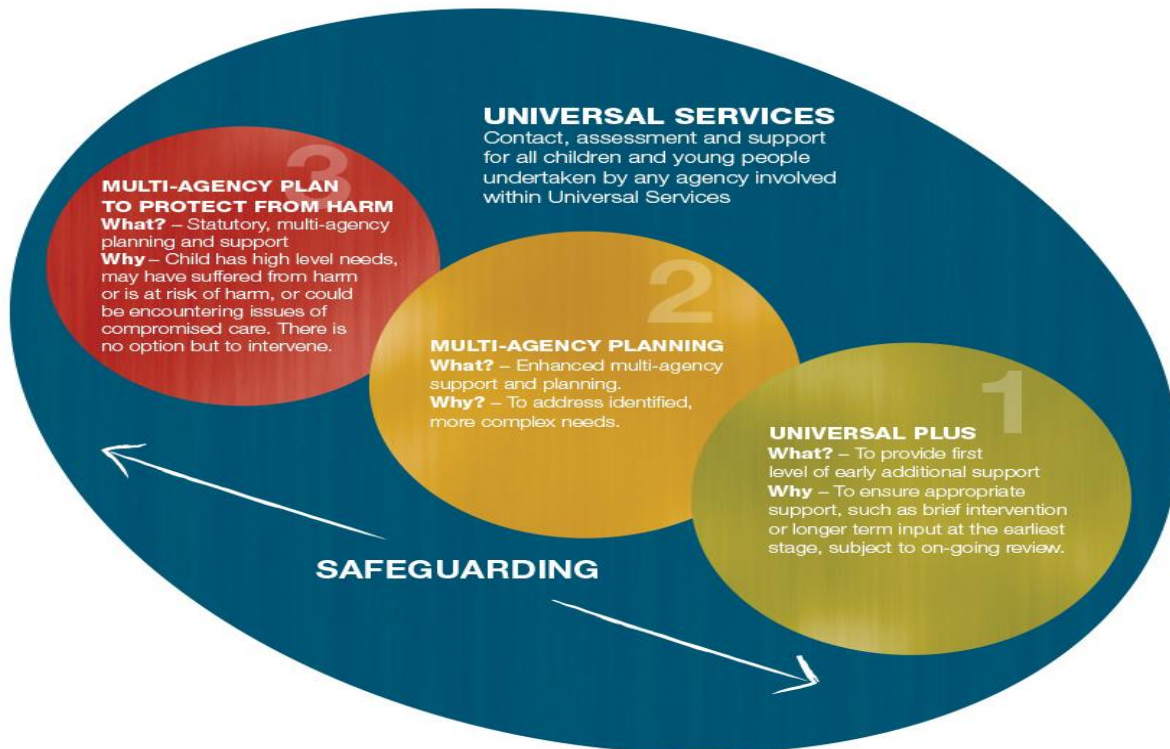 UNIVERSAL SERVICES
Contact, assessment and support
for all children and young people
undertaken by any agency involved
within Universal Services
3
MULTI-AGENCY PLAN
TO PROTECT FROM HARM
What? – Statutory, multi-agency
planning and support
Why – Child has high level needs,
may have suffered from harm
or is at risk of harm, or could
be encountering issues of
compromised care. There is
no option but to intervene.
2
MULTI-AGENCY PLANNING
What? – Enhanced multi-agency
support and planning.
Why? – To address identified,
more complex needs.
1
UNIVERSAL PLUS
What? – To provide first
level of early additional support
Why – To ensure appropriate
support, such as brief intervention
or longer term input at the earliest
stage, subject to on-going review.
SAFEGUARDING